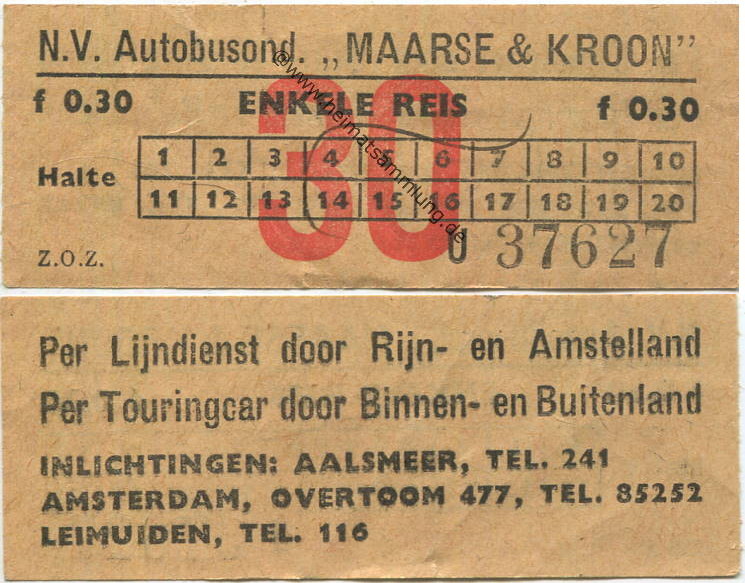 N.V. Autobusond. „MAARSE & KROON”
f 0.30 ENKELE REIS f 0.30
30
Halte
1 2 3 4 5 6 7 8 9 10
11 12 13 14 15 16 17 18 19 20
Z.O.Z.
U 37627
@www.heimatsammlung.de
Per Lijndienst door Rijn- en Amstelland
Per Touringcar door Binnen- en Buitenland
INLICHTINGEN: AALSMEER, TEL. 241
AMSTERDAM, OVERTOOM 477, TEL. 85252
LEIMUIDEN, TEL. 116